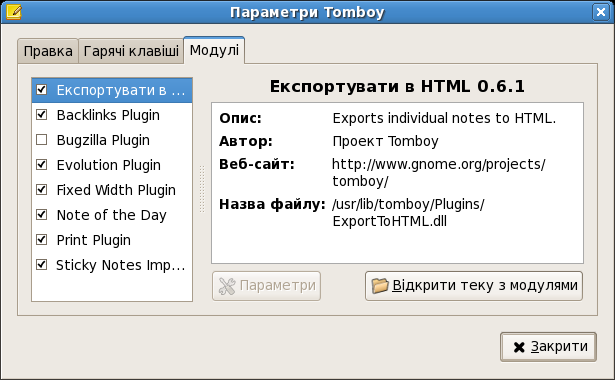 Параметри Tomboy
Правка
Гарячі клавіші
Модулі
Експортувати в ...
Backlinks Plugin
Bugzilla Plugin
Evolution Plugin
Fixed Width Plugin
Note of the Day
Print Plugin
Sticky Notes Imp...
Експортувати в HTML 0.6.1
Опис: Exports individual notes to HTML.
Автор: Проект Tomboy
Веб-сайт: http://www.gnome.org/projects/
tomboy/
Назва файлу: /usr/lib/tomboy/Plugins/
ExportToHTML.dll
Параметри
Відкрити теку з модулями
Закрити